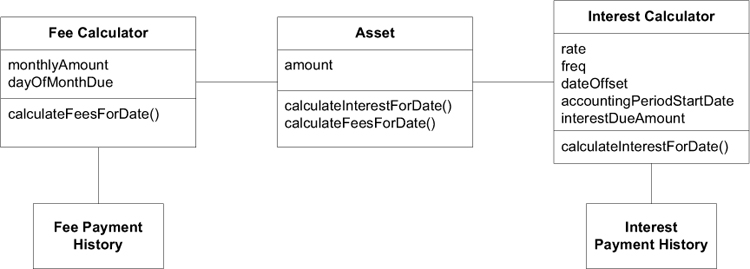 Fee Calculator
monthlyAmount
dayOfMonthDue
calculateFeesForDate()
Fee Payment
History
Asset
amount
calculateInterestForDate()
calculateFeesForDate()
Interest Calculator
rate
freq
dateOffset
accountingPeriodStartDate
interestDueAmount
calculateInterestForDate()
Interest
Payment History